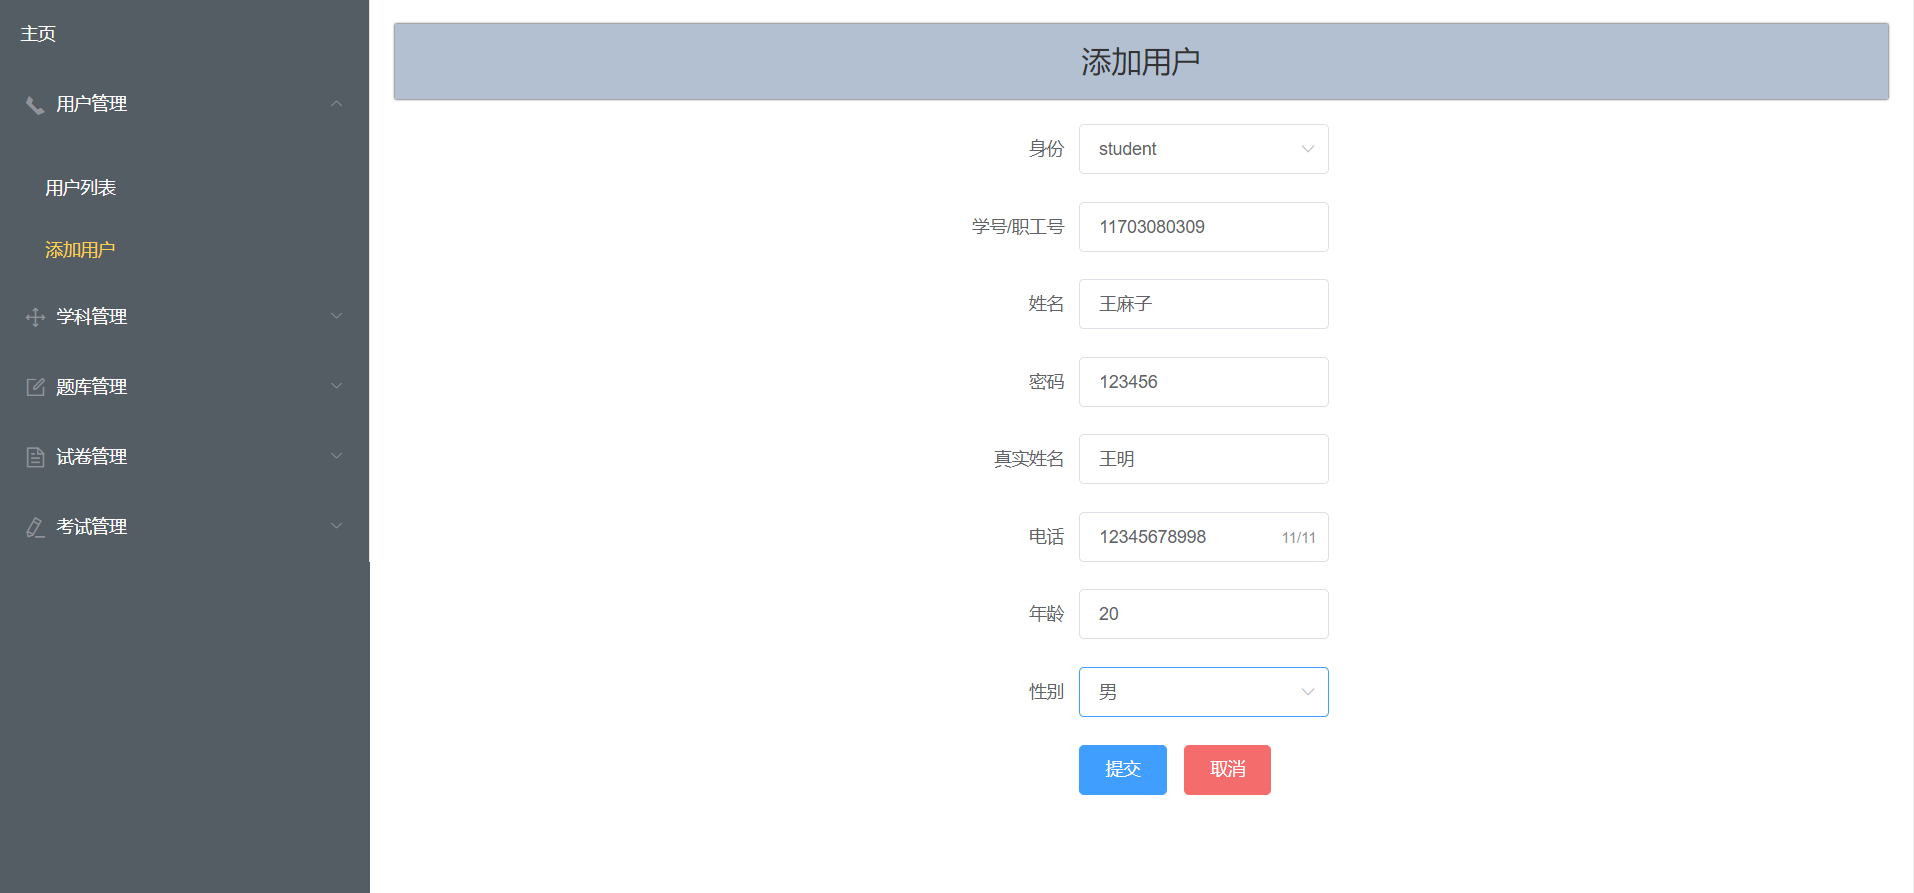 主页
用户管理
用户列表
添加用户
学科管理
题库管理
试卷管理
考试管理
添加用户
身份 student
学号/职工号 11703080309
姓名 王麻子
密码 123456
真实姓名 王明
电话 12345678998 11/11
年龄 20
性别 男
提交 取消